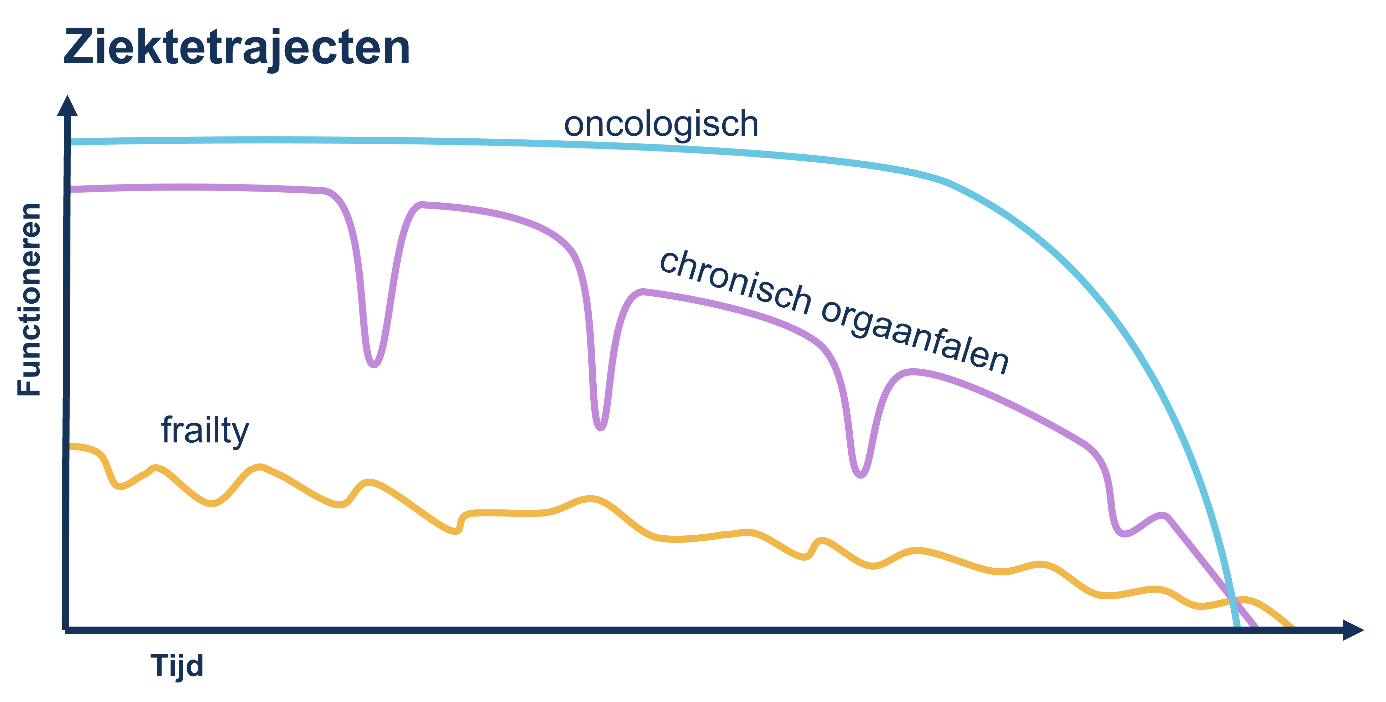 Ziektetrajecten
oncologisch
Functioneren
chronisch orgaanfalen
frailty
Tijd